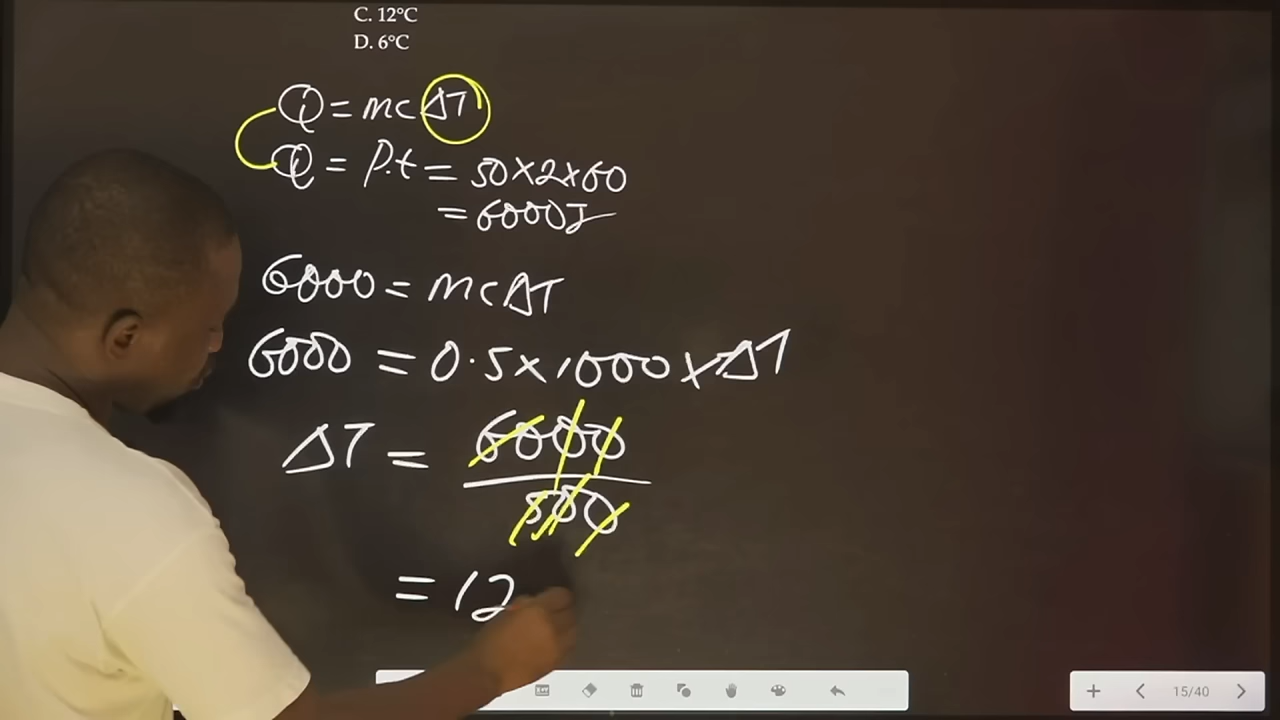 C. 12°C
D. 6°C
Q = mcΔT
Q = P.t = 50×2×60
= 6000J
6000 = mcΔT
6000 = 0.5×1000×ΔT
ΔT = 6000
500
= 12
15/40